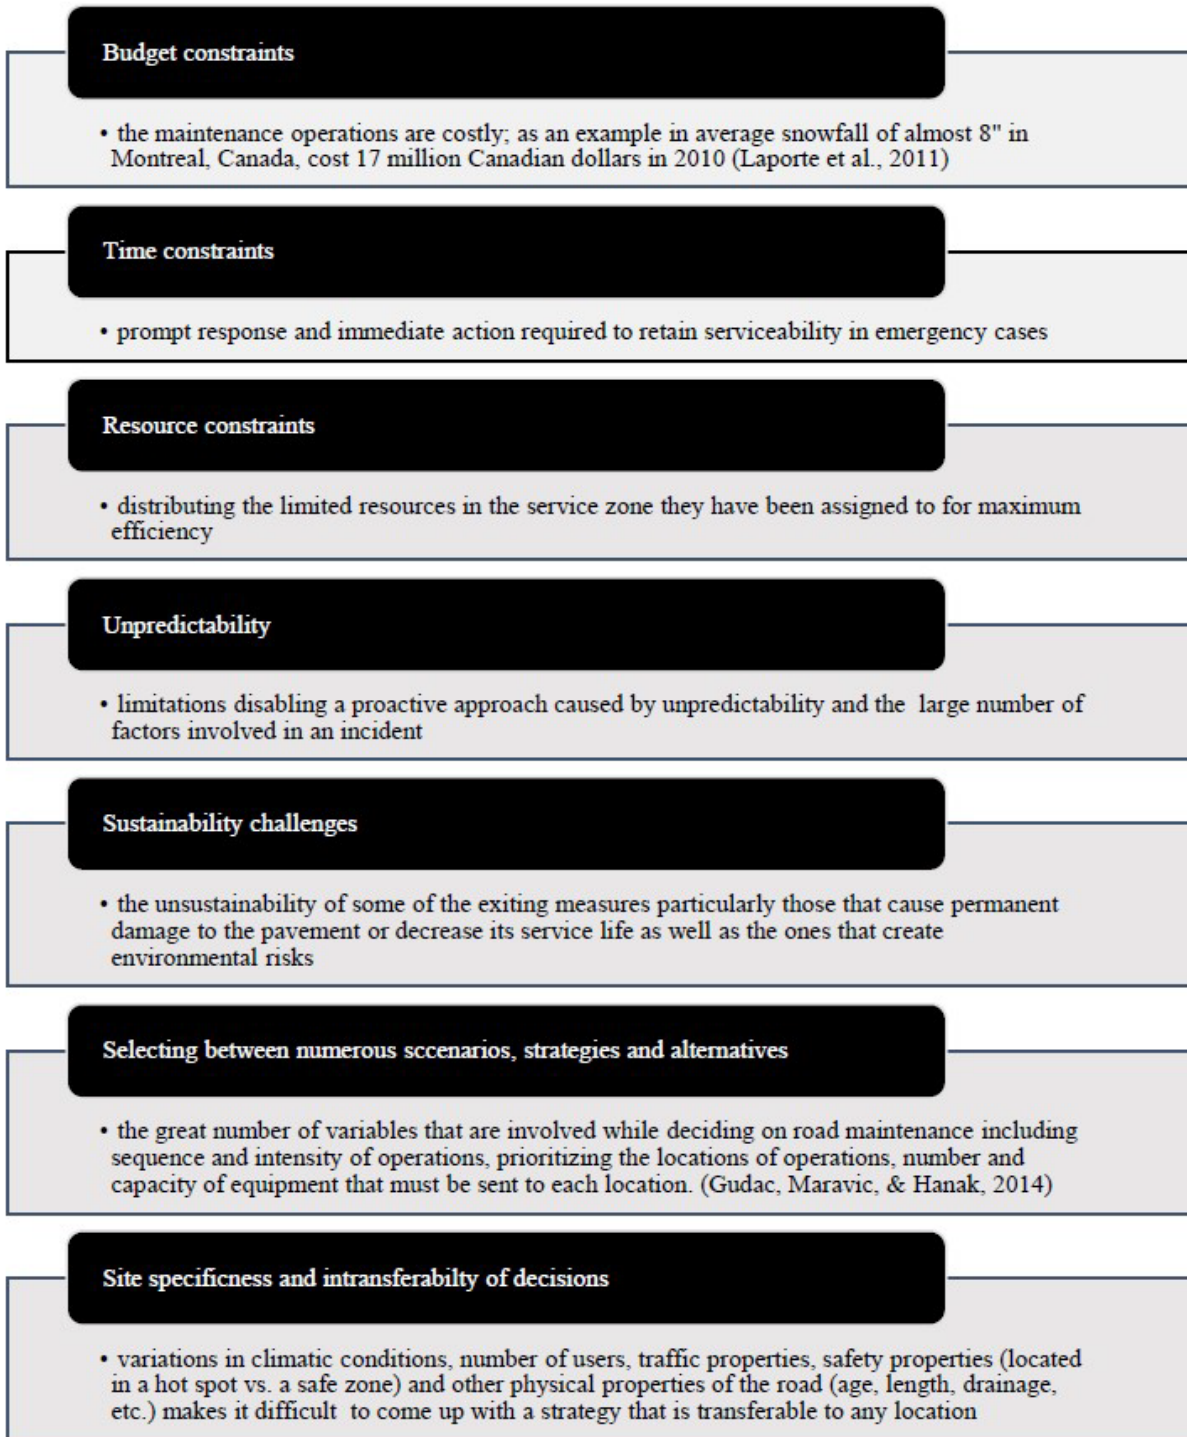 Budget constraints
• the maintenance operations are costly; as an example in average snowfall of almost 8" in
Montreal, Canada, cost 17 million Canadian dollars in 2010 (Laporte et al., 2011)
Time constraints
• prompt response and immediate action required to retain serviceability in emergency cases
Resource constraints
• distributing the limited resources in the service zone they have been assigned to for maximum
efficiency
Unpredictability
• limitations disabling a proactive approach caused by unpredictability and the large number of
factors involved in an incident
Sustainability challenges
• the unsustainability of some of the exiting measures particularly those that cause permanent
damage to the pavement or decrease its service life as well as the ones that create
environmental risks
Selecting between numerous sccenarios, strategies and alternatives
• the great number of variables that are involved while deciding on road maintenance including
sequence and intensity of operations, prioritizing the locations of operations, number and
capacity of equipment that must be sent to each location. (Gudac, Maravic, & Hanak, 2014)
Site specificness and intransferabilty of decisions
• variations in climatic conditions, number of users, traffic properties, safety properties (located
in a hot spot vs. a safe zone) and other physical properties of the road (age, length, drainage,
etc.) makes it difficult to come up with a strategy that is transferable to any location